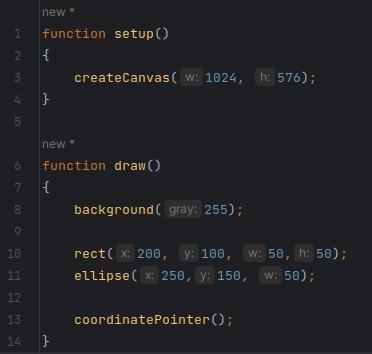 new *
1 function setup()
2 {
3 createCanvas( w: 1024, h: 576);
4 }
5
new *
6 function draw()
7 {
8 background( gray: 255);
9
10 rect( x: 200, y: 100, w: 50, h: 50);
11 ellipse( x: 250, y: 150, w: 50);
12
13 coordinatePointer();
14 }